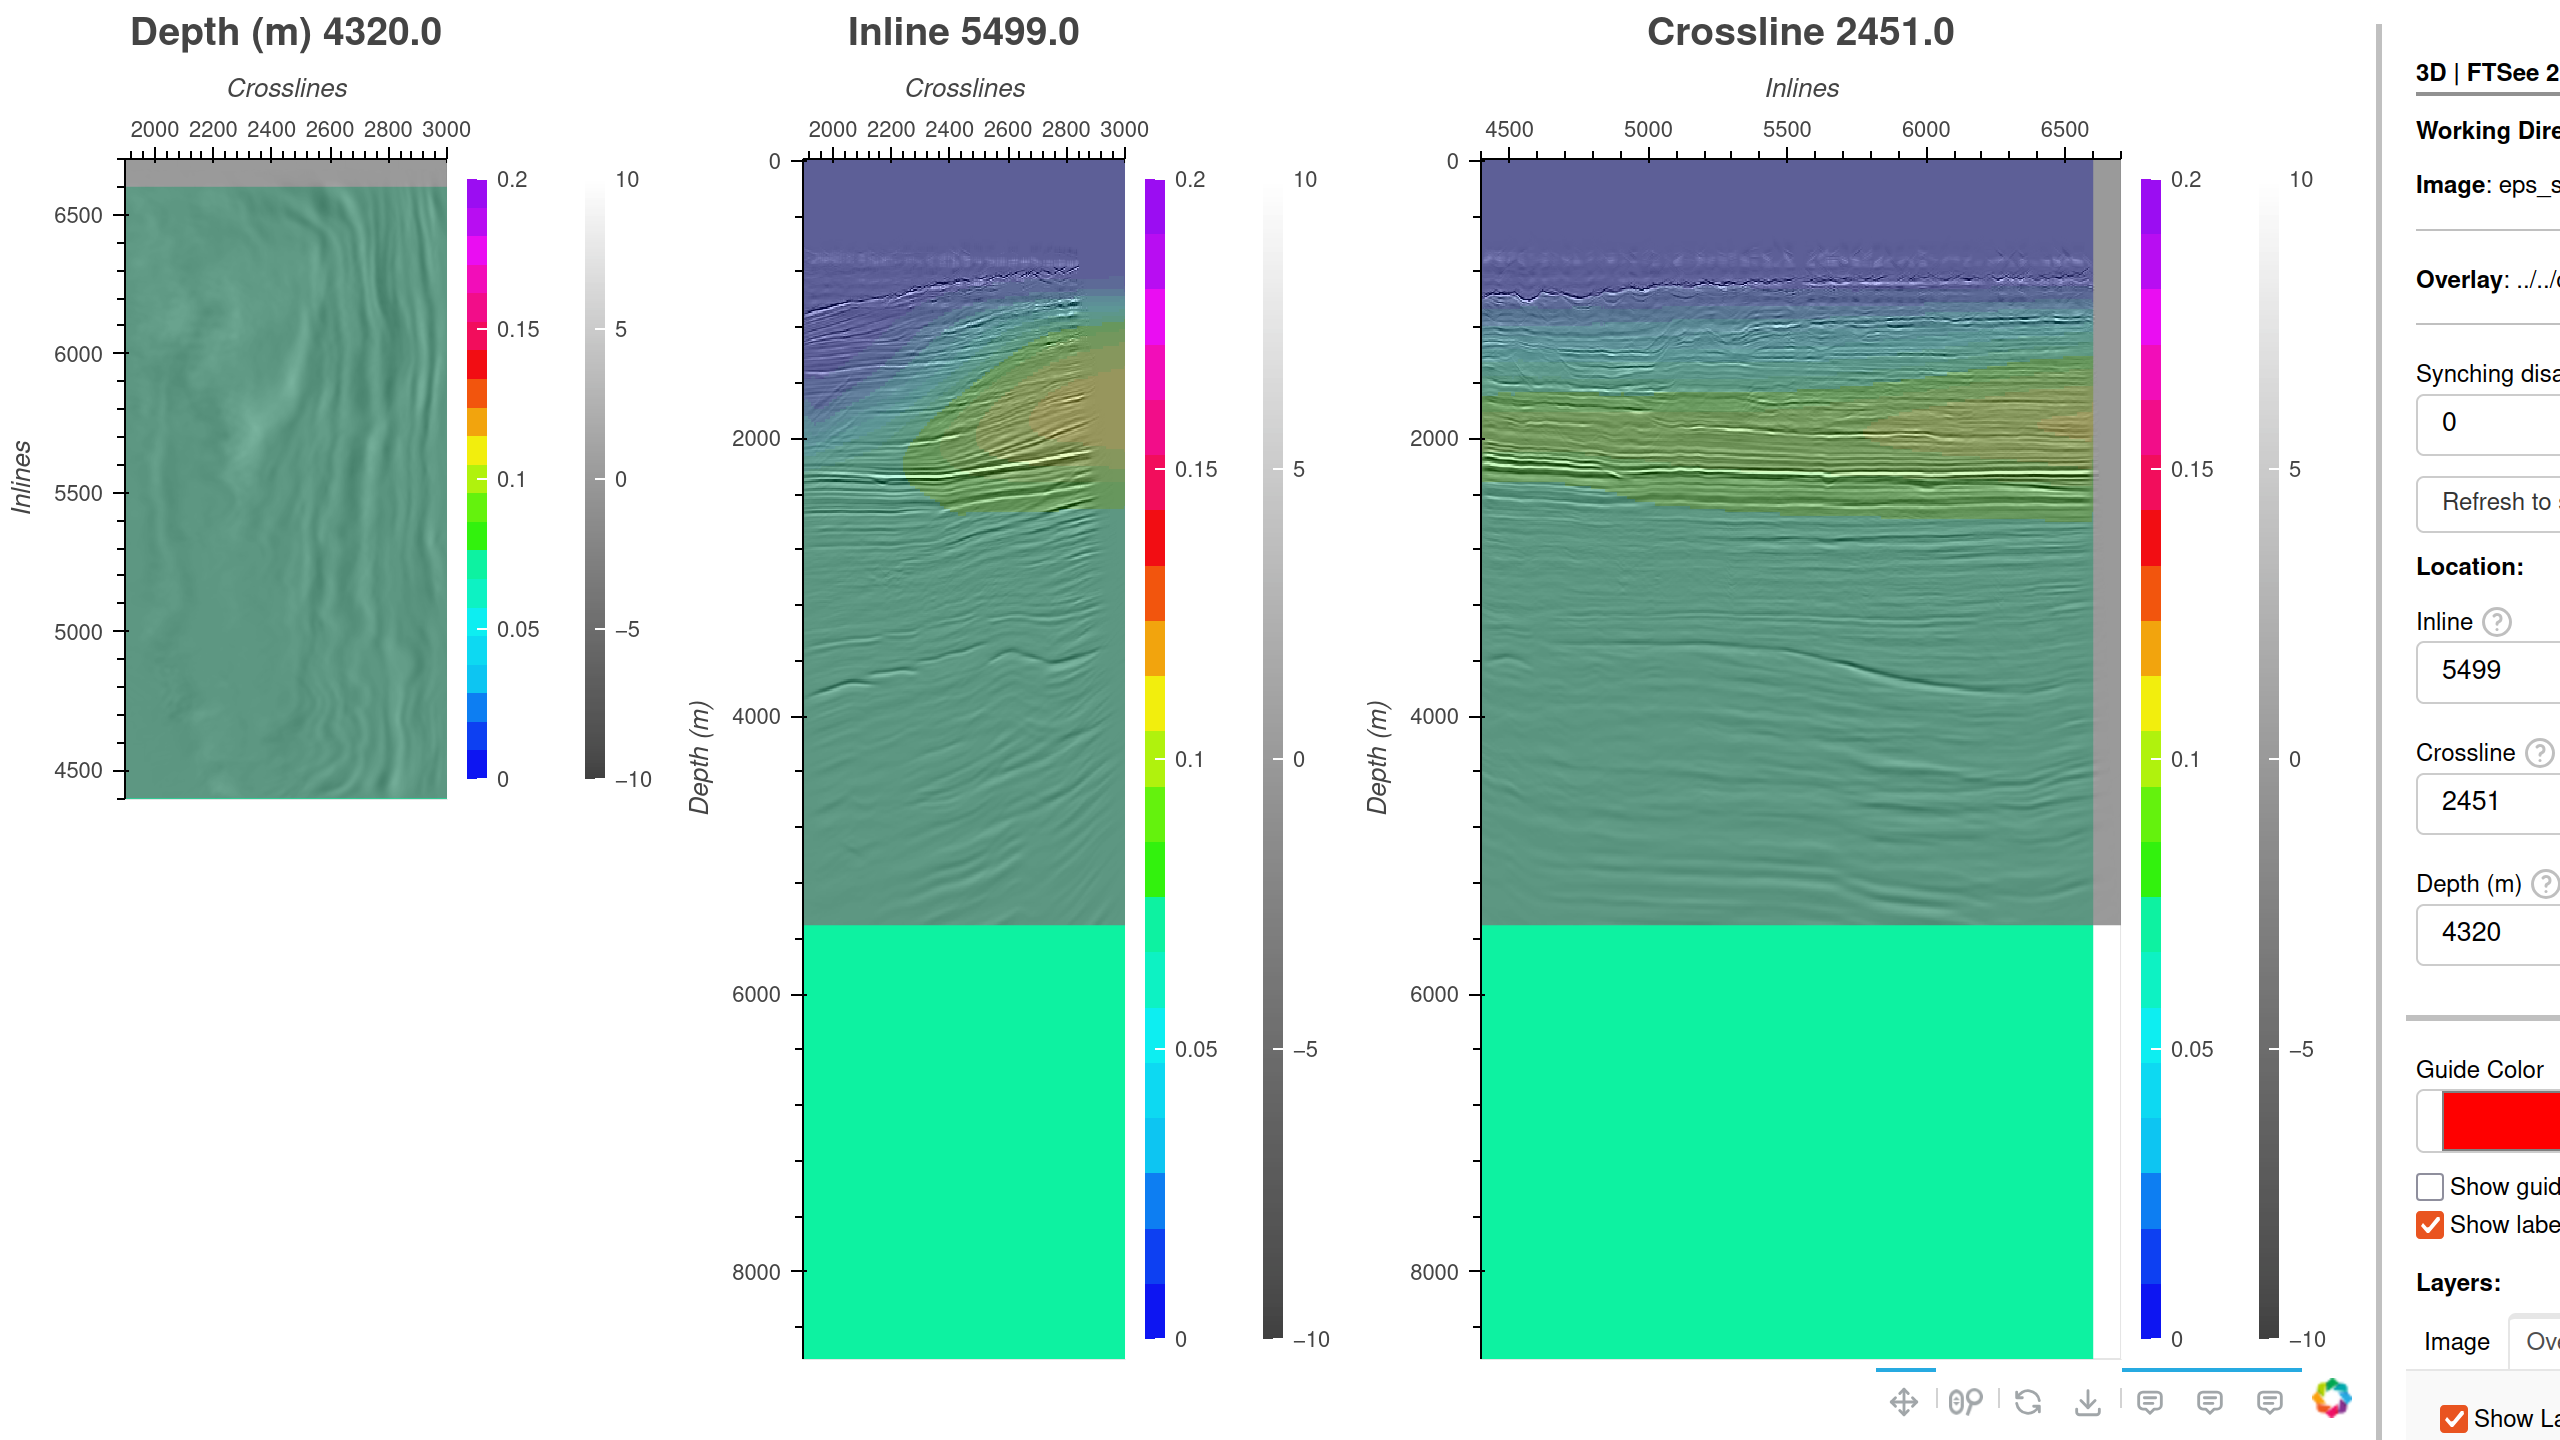 Depth (m) 4320.0
Crosslines
2000 2200 2400 2600 2800 3000
Inlines
6500
6000
5500
5000
4500
0.2
0.15
0.1
0.05
0
10
5
0
−5
−10
Inline 5499.0
Crosslines
2000 2200 2400 2600 2800 3000
Depth (m)
0
2000
4000
6000
8000
0.2
0.15
0.1
0.05
0
10
5
0
−5
−10
Crossline 2451.0
Inlines
4500 5000 5500 6000 6500
Depth (m)
0
2000
4000
6000
8000
0.2
0.15
0.1
0.05
0
10
5
0
−5
−10
3D | FTSee 2
Working Dire
Image: eps_s
Overlay: ../../
Synching disa
0
Refresh to
Location:
Inline ?
5499
Crossline ?
2451
Depth (m) ?
4320
Guide Color
Show guid
Show labe
Layers:
Image Ove
Show La